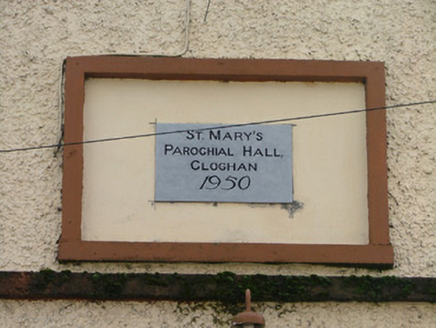 ST. MARY'S
PAROCHIAL HALL,
CLOGHAN
1950